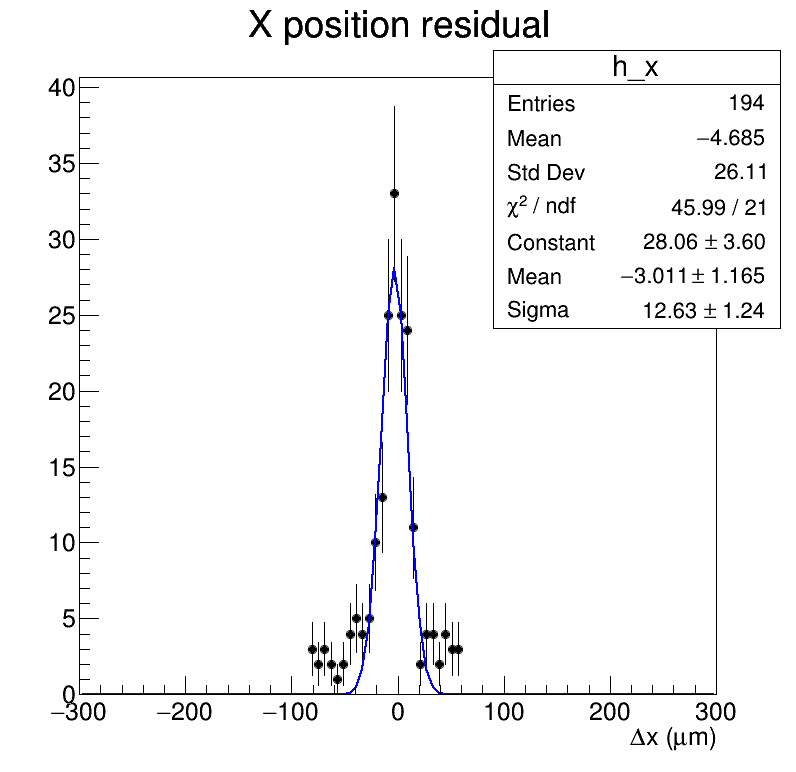 X position residual
h_x
Entries 194
Mean −4.685
Std Dev 26.11
χ² / ndf 45.99 / 21
Constant 28.06 ± 3.60
Mean −3.011 ± 1.165
Sigma 12.63 ± 1.24
40
35
30
25
20
15
10
5
0
−300 −200 −100 0 100 200 300
Δx (μm)